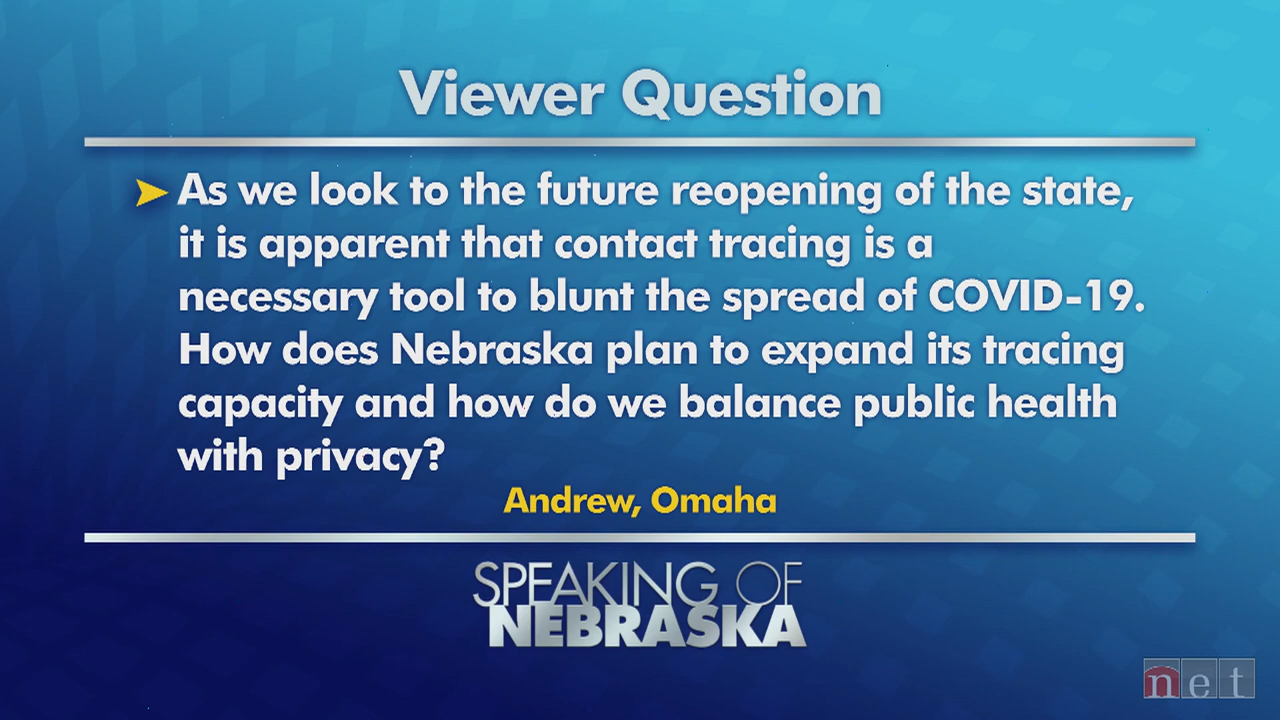 Viewer Question
As we look to the future reopening of the state,
it is apparent that contact tracing is a
necessary tool to blunt the spread of COVID-19.
How does Nebraska plan to expand its tracing
capacity and how do we balance public health
with privacy?
Andrew, Omaha
SPEAKING OF
NEBRASKA
net